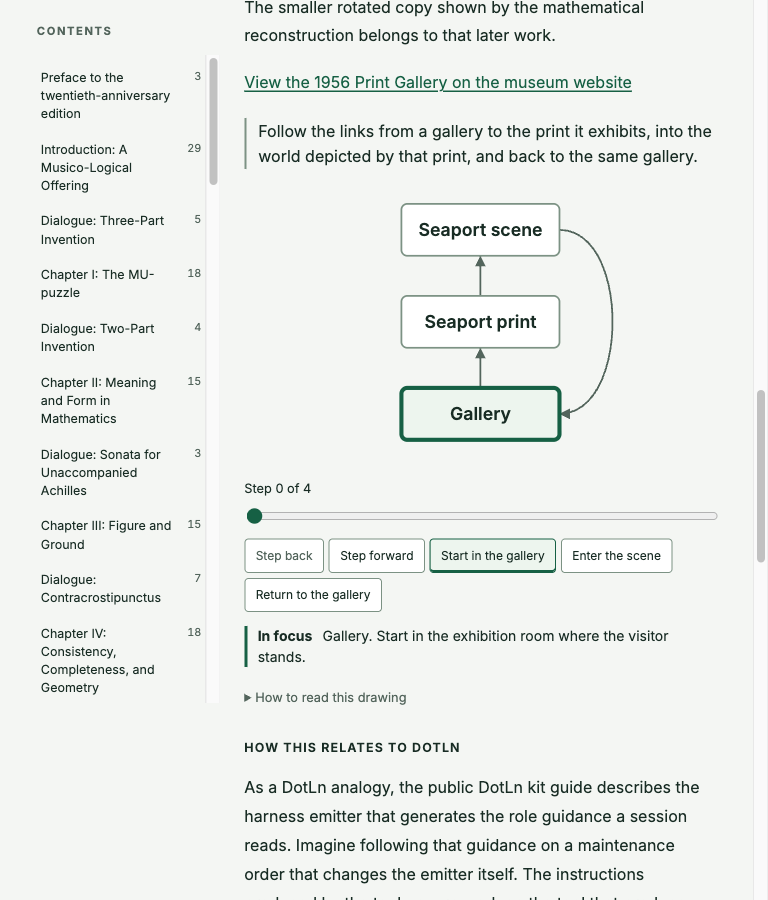 CONTENTS
Preface to the
twentieth-anniversary
edition
3
Introduction: A
Musico-Logical
Offering
29
Dialogue: Three-Part
Invention
5
Chapter I: The MU-
puzzle
18
Dialogue: Two-Part
Invention
4
Chapter II: Meaning
and Form in
Mathematics
15
Dialogue: Sonata for
Unaccompanied
Achilles
3
Chapter III: Figure and
Ground
15
Dialogue:
Contracrostipunctus
7
Chapter IV:
Consistency,
Completeness, and
Geometry
18
The smaller rotated copy shown by the mathematical
reconstruction belongs to that later work.
View the 1956 Print Gallery on the museum website
Follow the links from a gallery to the print it exhibits, into the
world depicted by that print, and back to the same gallery.
Seaport scene
Seaport print
Gallery
Step 0 of 4
Step back
Step forward
Start in the gallery
Enter the scene
Return to the gallery
In focus Gallery. Start in the exhibition room where the visitor
stands.
▶ How to read this drawing
HOW THIS RELATES TO DOTLN
As a DotLn analogy, the public DotLn kit guide describes the
harness emitter that generates the role guidance a session
reads. Imagine following that guidance on a maintenance
order that changes the emitter itself. The instructions